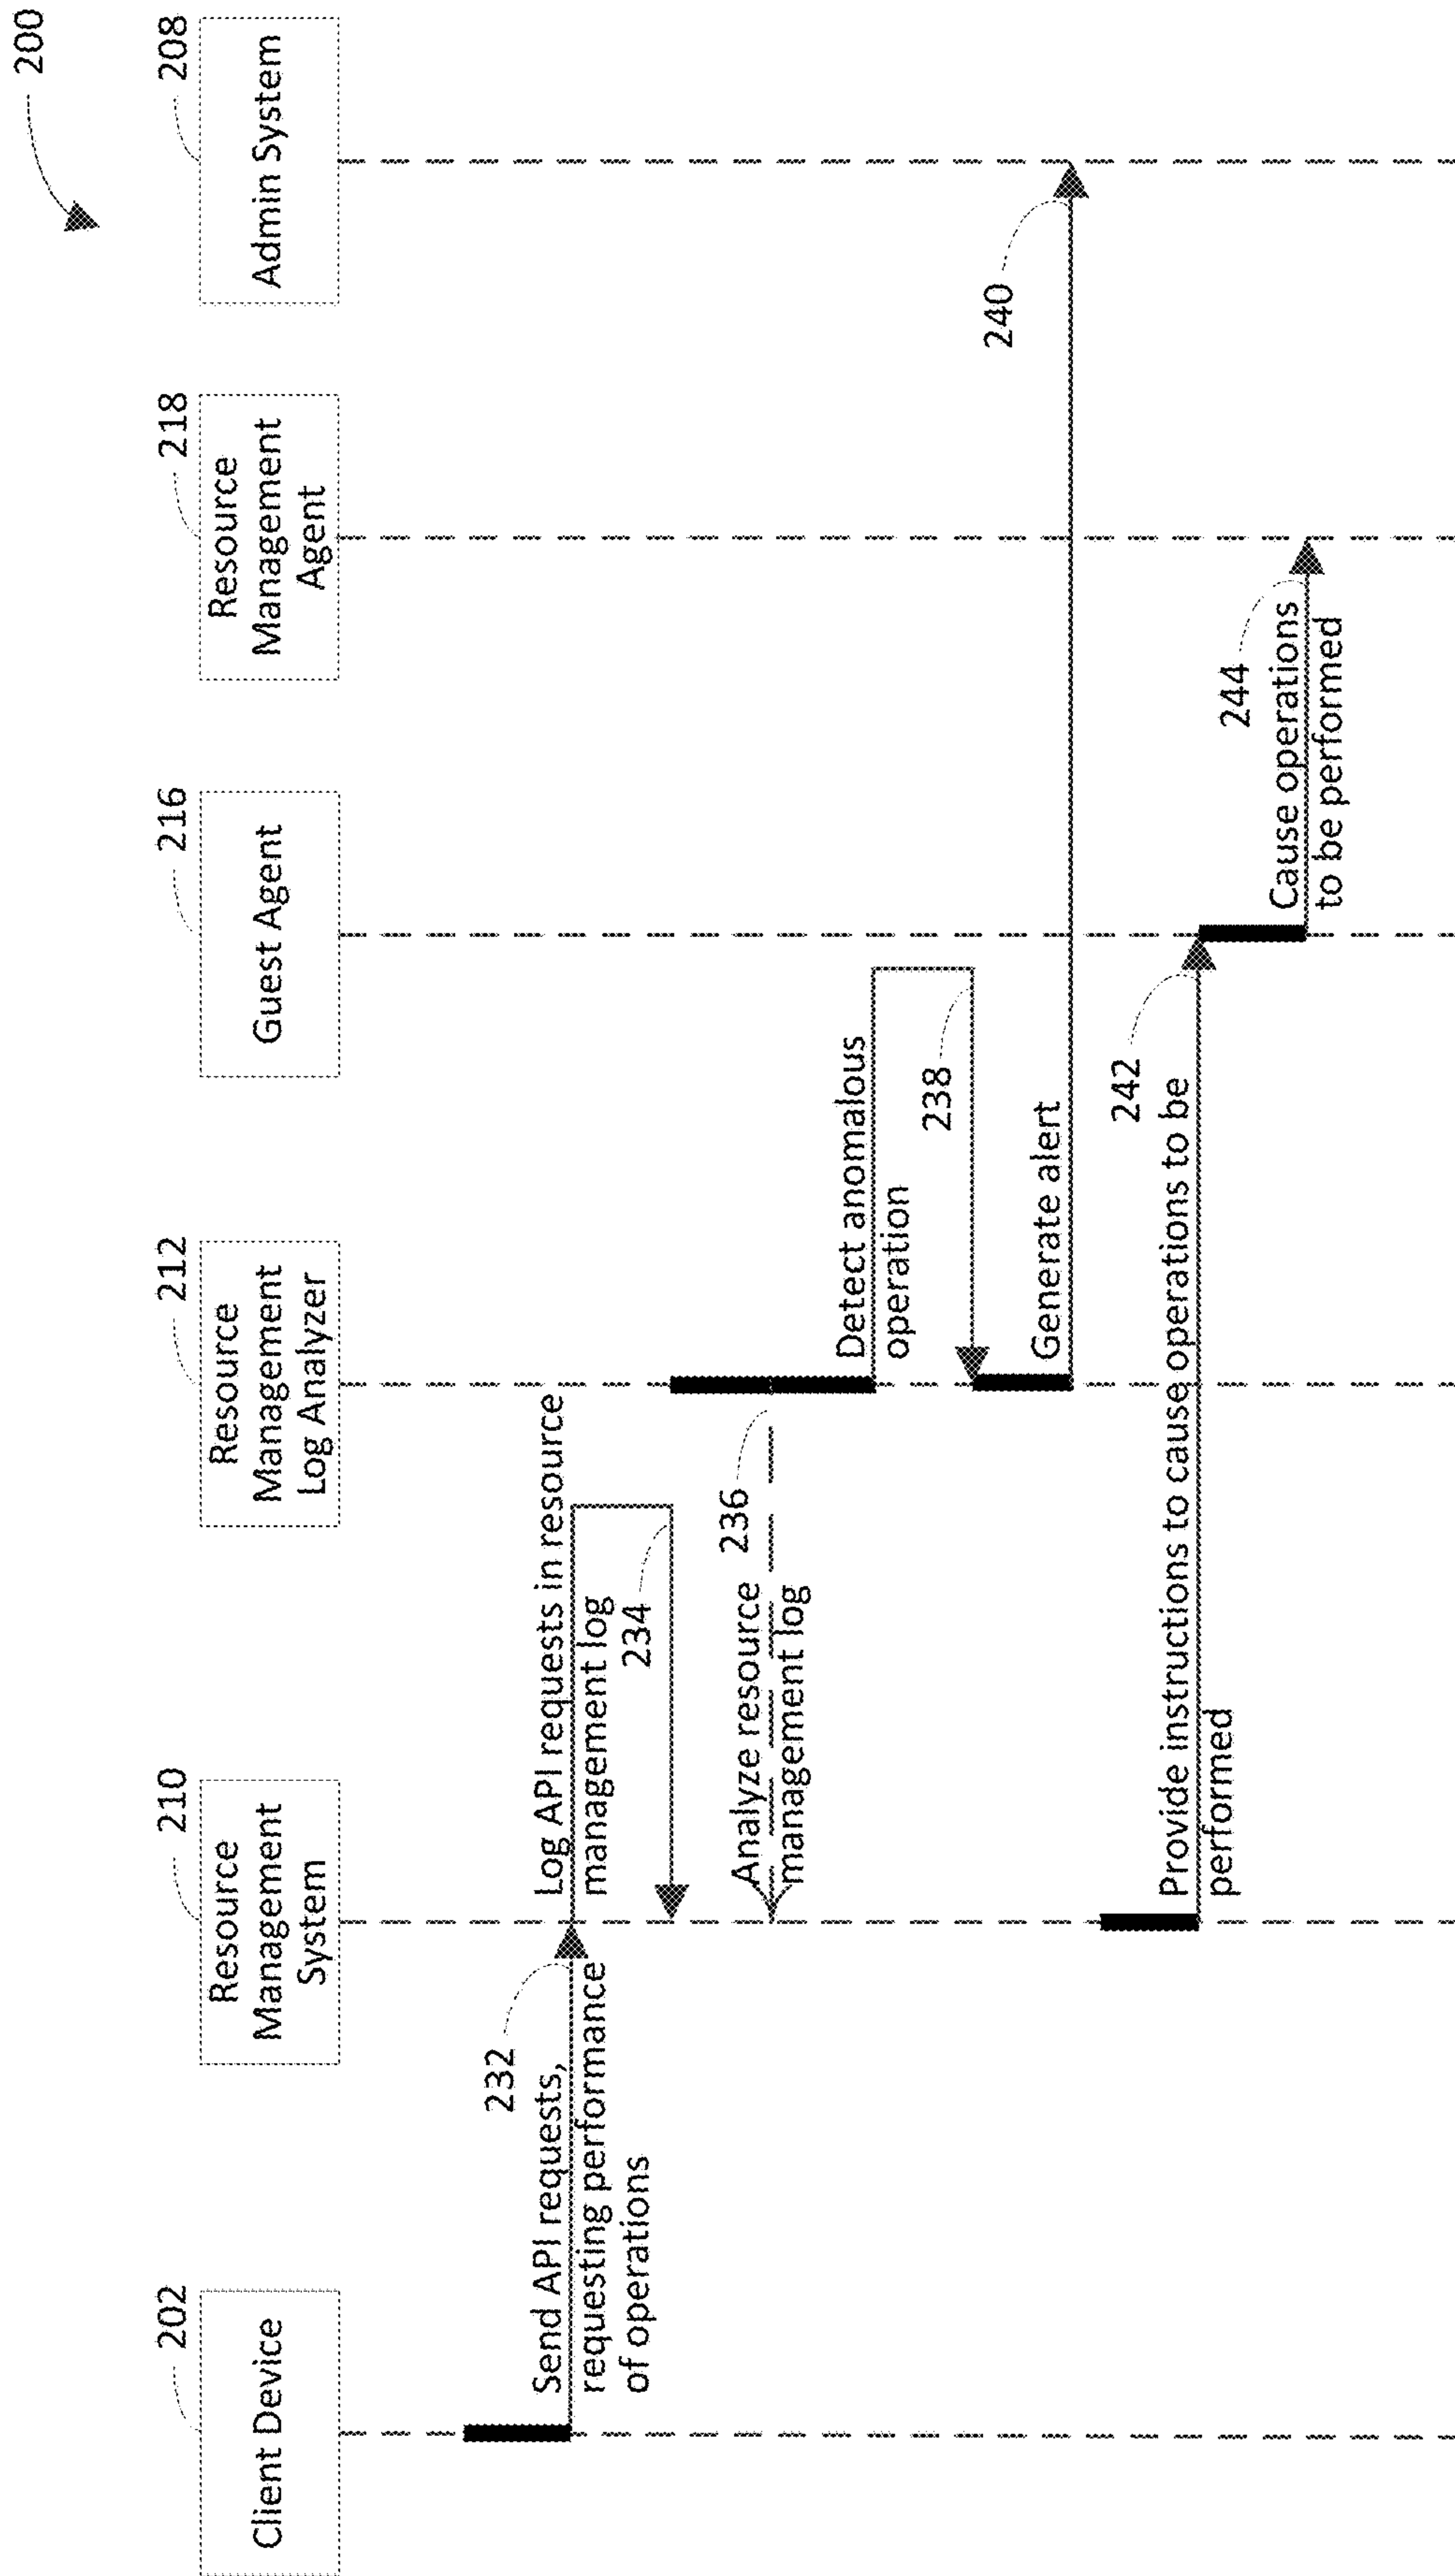 200
202
210
212
216
218
208
Client Device
Resource
Management
System
Resource
Management
Log Analyzer
Guest Agent
Resource
Management
Agent
Admin System
232
Send API requests,
requesting performance
of operations
Log API requests in resource
management log
234
236
Analyze resource
management log
Detect anomalous
operation
238
Generate alert
240
242
Provide instructions to cause operations to be
performed
244
Cause operations
to be performed